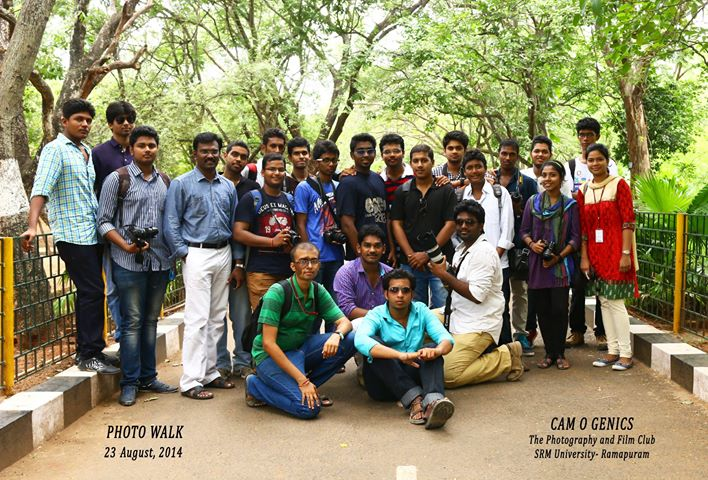 PHOTO WALK
23 August, 2014
CAM O GENICS
The Photography and Film Club
SRM University- Ramapuram